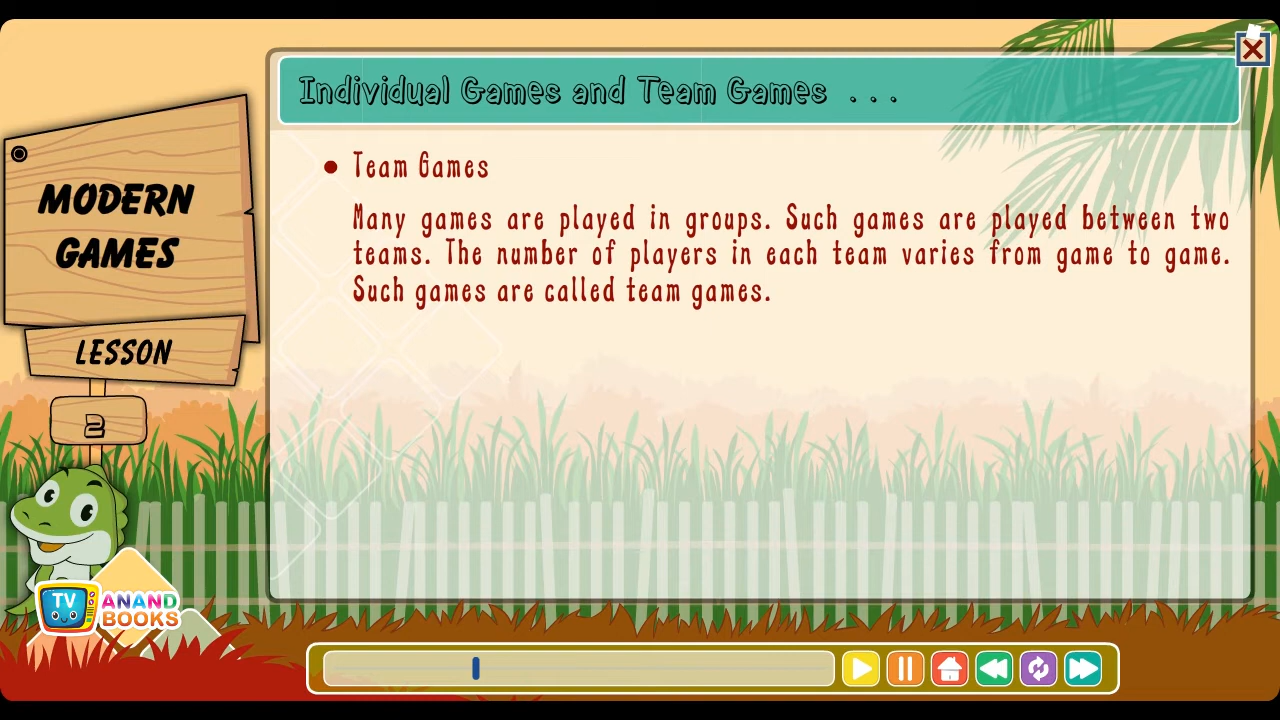 Individual Games and Team Games . . .
MODERN
GAMES
LESSON
2
• Team Games
Many games are played in groups. Such games are played between two
teams. The number of players in each team varies from game to game.
Such games are called team games.
TV
ANAND
BOOKS